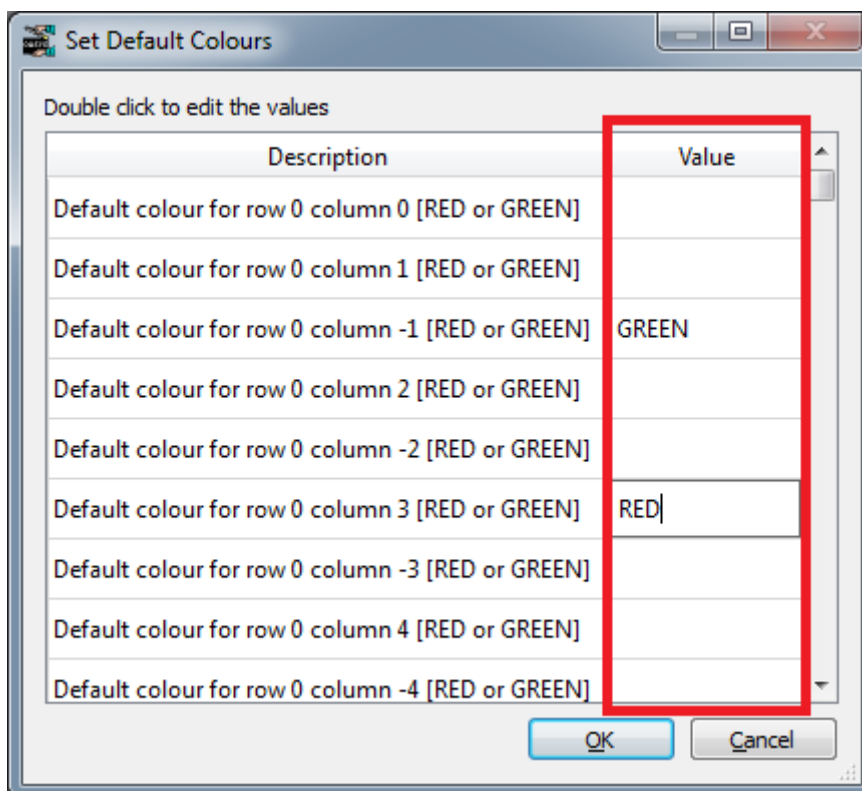 Set Default Colours
Double click to edit the values
Description Value
Default colour for row 0 column 0 [RED or GREEN]
Default colour for row 0 column 1 [RED or GREEN]
Default colour for row 0 column -1 [RED or GREEN] GREEN
Default colour for row 0 column 2 [RED or GREEN]
Default colour for row 0 column -2 [RED or GREEN]
Default colour for row 0 column 3 [RED or GREEN] RED
Default colour for row 0 column -3 [RED or GREEN]
Default colour for row 0 column 4 [RED or GREEN]
Default colour for row 0 column -4 [RED or GREEN]
OK Cancel